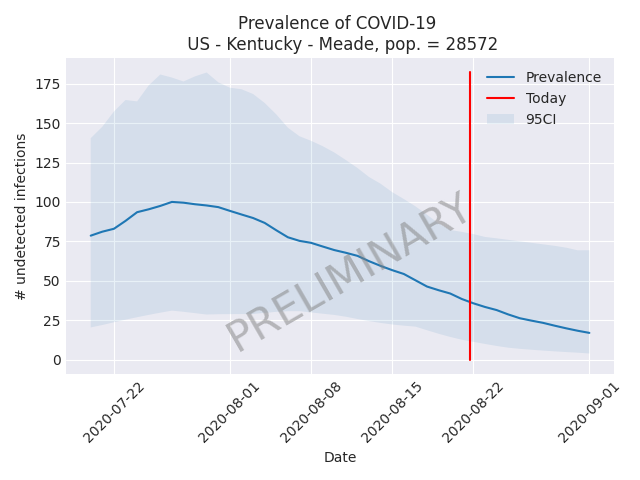 Prevalence of COVID-19
US - Kentucky - Meade, pop. = 28572
# undetected infections
175
150
125
100
75
50
25
0
Prevalence
Today
95CI
PRELIMINARY
2020-07-22
2020-08-01
2020-08-08
2020-08-15
2020-08-22
2020-09-01
Date